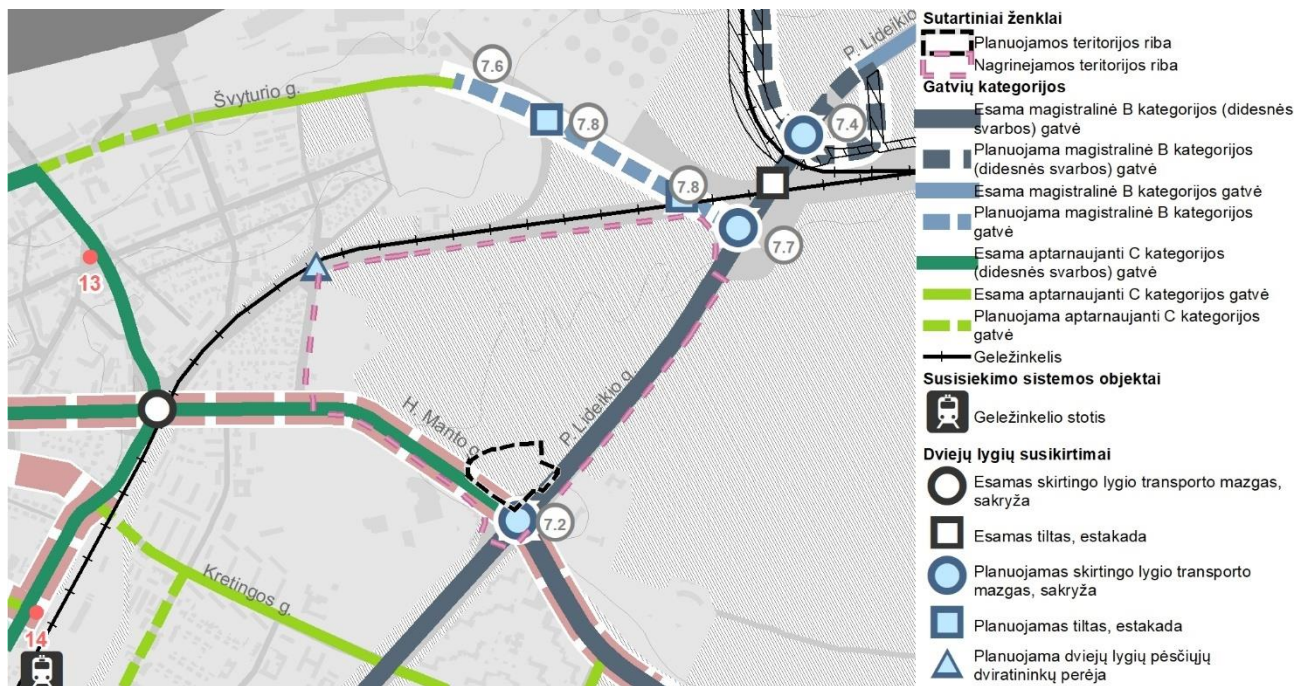 P. Lideikio g.
7.6
Švyturio g.
7.8
7.4
7.8
7.7
13
H. Manto g.
P. Lideikio g.
7.2
Kretingos g.
14
Sutartiniai ženklai
Planuojamos teritorijos riba
Nagrinejamos teritorijos riba
Gatvių kategorijos
Esama magistralinė B kategorijos (didesnės
svarbos) gatvė
Planuojama magistralinė B kategorijos
(didesnės svarbos) gatvė
Esama magistralinė B kategorijos gatvė
Planuojama magistralinė B kategorijos
gatvė
Esama aptarnaujanti C kategorijos
(didesnės svarbos) gatvė
Esama aptarnaujanti C kategorijos gatvė
Planuojama aptarnaujanti C kategorijos
gatvė
Geležinkelis
Susisiekimo sistemos objektai
Geležinkelio stotis
Dviejų lygių susikirtimai
Esamas skirtingo lygio transporto mazgas,
sakryža
Esamas tiltas, estakada
Planuojamas skirtingo lygio transporto
mazgas, sakryža
Planuojamas tiltas, estakada
Planuojama dviejų lygių pėsčiųjų
dviratininkų perėja